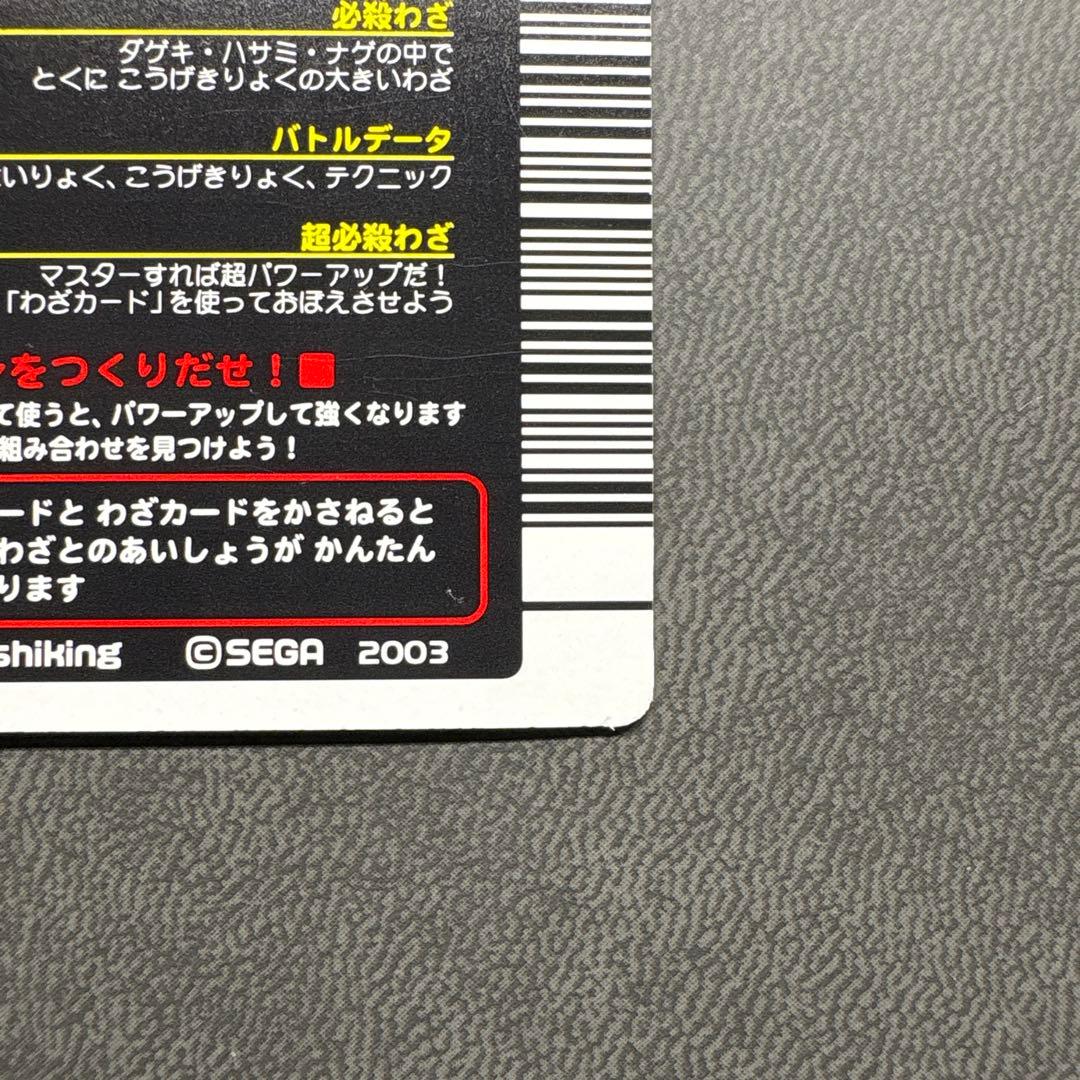 必殺わざ
ダゲキ・ハサミ・ナゲの中で
とくに こうげきりょくの大きいわざ
バトルデータ
いりょく、こうげきりょく、テクニック
超必殺わざ
マスターすれば超パワーアップだ！
「わざカード」を使っておぼえさせよう
をつくりだせ！■
て使うと、パワーアップして強くなります
組み合わせを見つけよう！
ードと わざカードをかさねると
わざとのあいしょうが かんたん
ります
shiking ©SEGA 2003